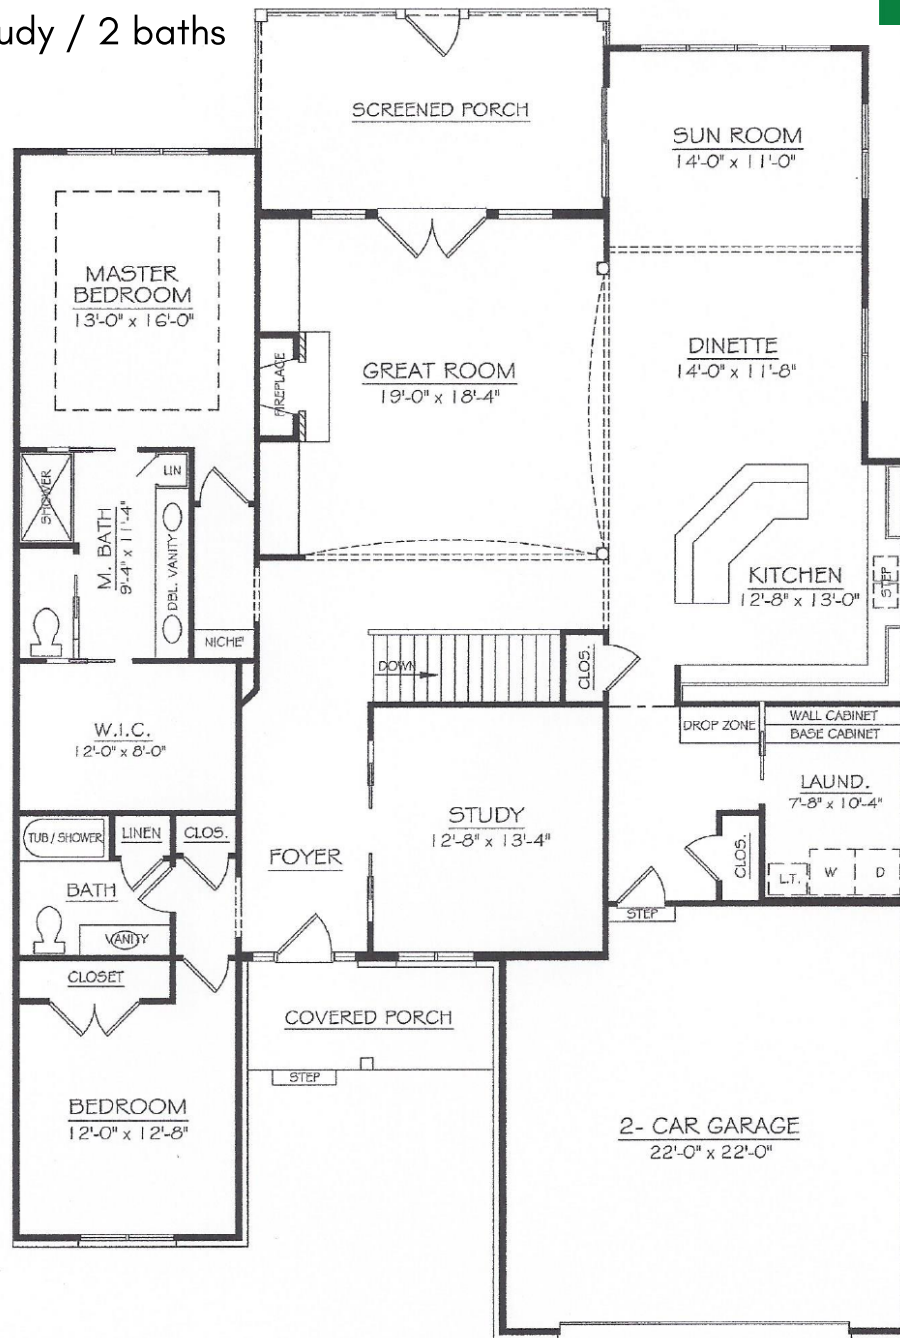 udy / 2 baths
SCREENED PORCH
SUN ROOM
14'-0" x 11'-0"
MASTER
BEDROOM
13'-0" x 16'-0"
FIREPLACE
GREAT ROOM
19'-0" x 18'-4"
DINETTE
14'-0" x 11'-8"
SHOWER
M. BATH
9'-4" x 11'-4"
LIN
DBL. VANITY
NICHE
KITCHEN
12'-8" x 13'-0"
STEP
DOWN
CLOS.
W.I.C.
12'-0" x 8'-0"
DROP ZONE
WALL CABINET
BASE CABINET
LAUND.
7'-8" x 10'-4"
STUDY
12'-8" x 13'-4"
TUB / SHOWER
LINEN
CLOS.
FOYER
CLOS.
L.T.
W
D
BATH
VANITY
STEP
CLOSET
COVERED PORCH
STEP
BEDROOM
12'-0" x 12'-8"
2- CAR GARAGE
22'-0" x 22'-0"